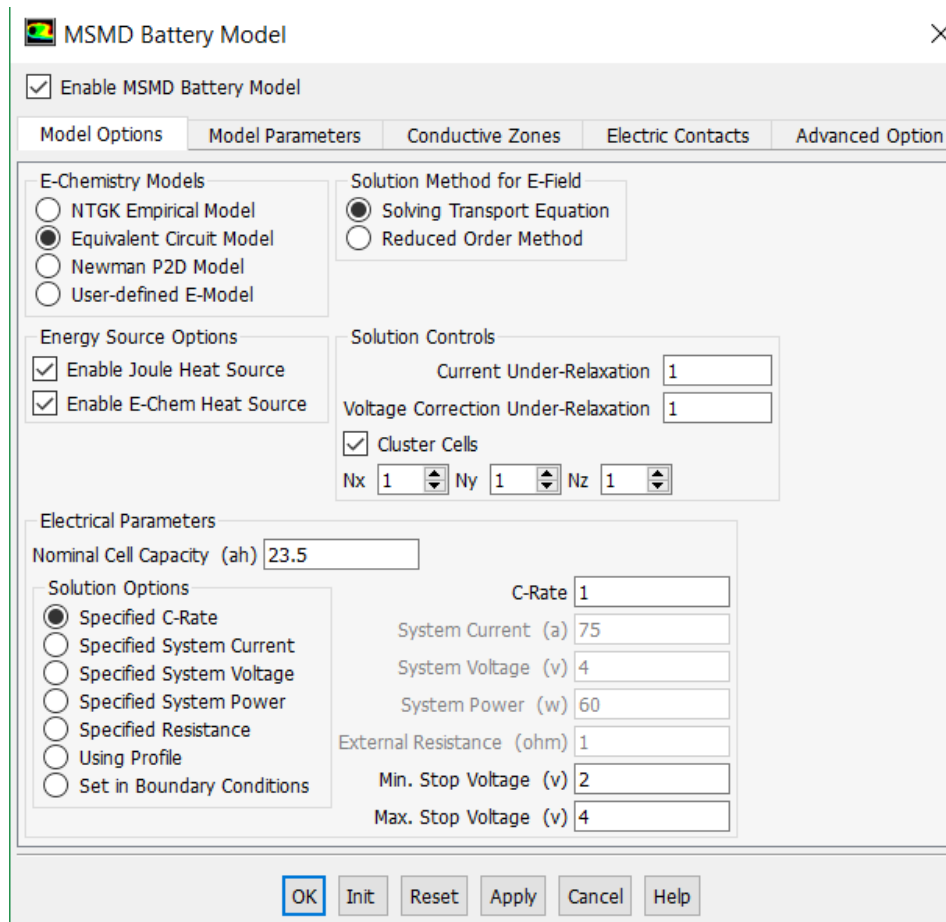 MSMD Battery Model
Enable MSMD Battery Model
Model Options Model Parameters Conductive Zones Electric Contacts Advanced Option
E-Chemistry Models
NTGK Empirical Model
Equivalent Circuit Model
Newman P2D Model
User-defined E-Model
Solution Method for E-Field
Solving Transport Equation
Reduced Order Method
Energy Source Options
Enable Joule Heat Source
Enable E-Chem Heat Source
Solution Controls
Current Under-Relaxation 1
Voltage Correction Under-Relaxation 1
Cluster Cells
Nx 1 Ny 1 Nz 1
Electrical Parameters
Nominal Cell Capacity (ah) 23.5
Solution Options
Specified C-Rate
Specified System Current
Specified System Voltage
Specified System Power
Specified Resistance
Using Profile
Set in Boundary Conditions
C-Rate 1
System Current (a) 75
System Voltage (v) 4
System Power (w) 60
External Resistance (ohm) 1
Min. Stop Voltage (v) 2
Max. Stop Voltage (v) 4
OK Init Reset Apply Cancel Help